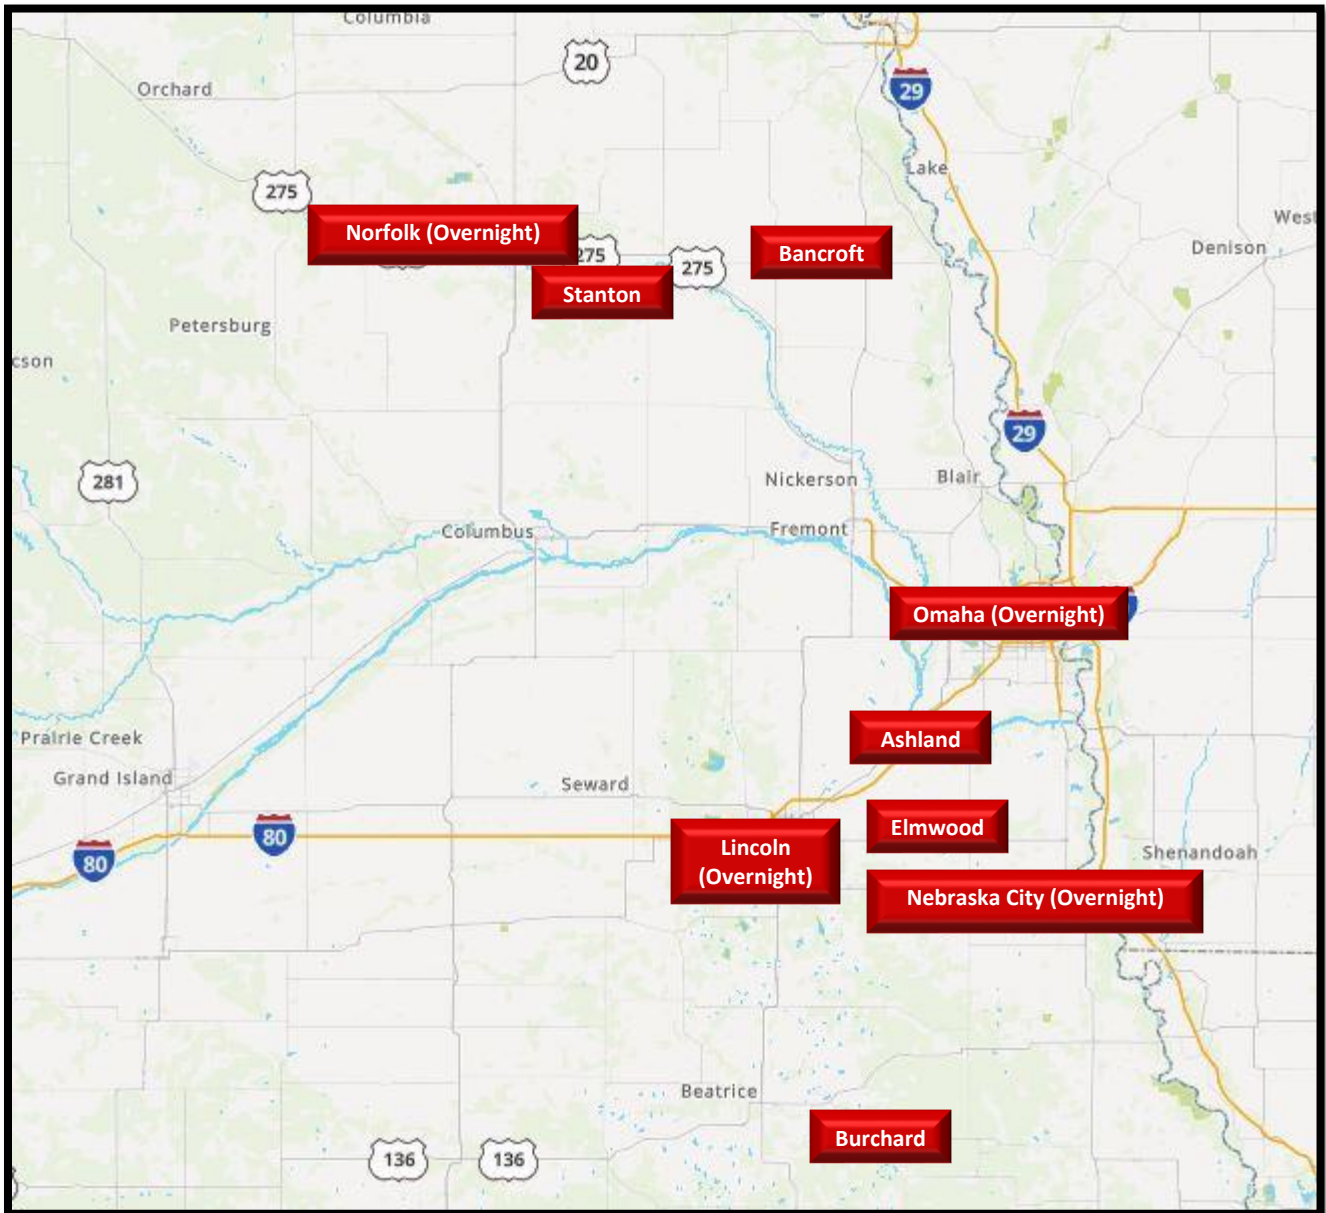 Columbia
20
29
Orchard
Lake
275
West
Norfolk (Overnight)
Bancroft
Denison
275
275
Stanton
Petersburg
cson
29
281
Nickerson
Blair
Columbus
Fremont
Omaha (Overnight)
Prairie Creek
Ashland
Grand Island
Seward
80
80
Elmwood
Lincoln
(Overnight)
Shenandoah
Nebraska City (Overnight)
Beatrice
Burchard
136
136